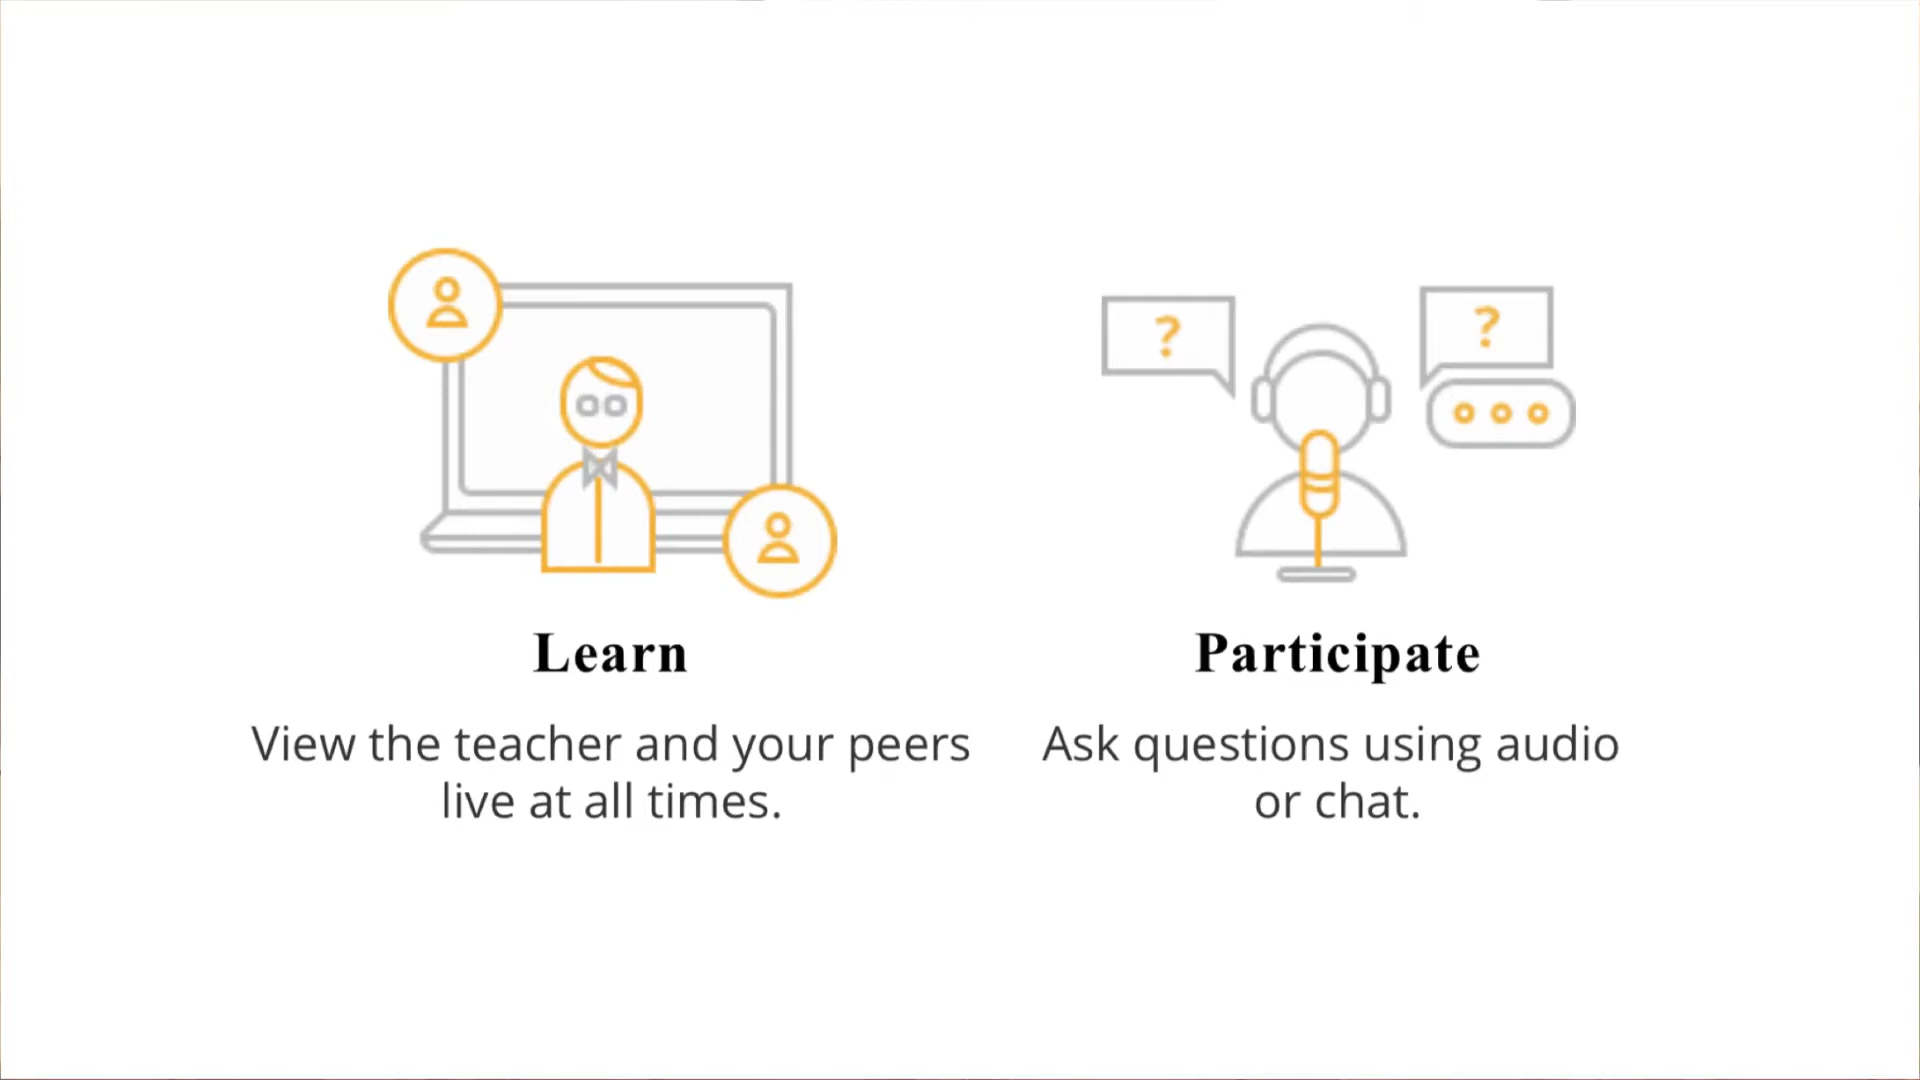 ?
?
Learn
View the teacher and your peers
live at all times.
Participate
Ask questions using audio
or chat.